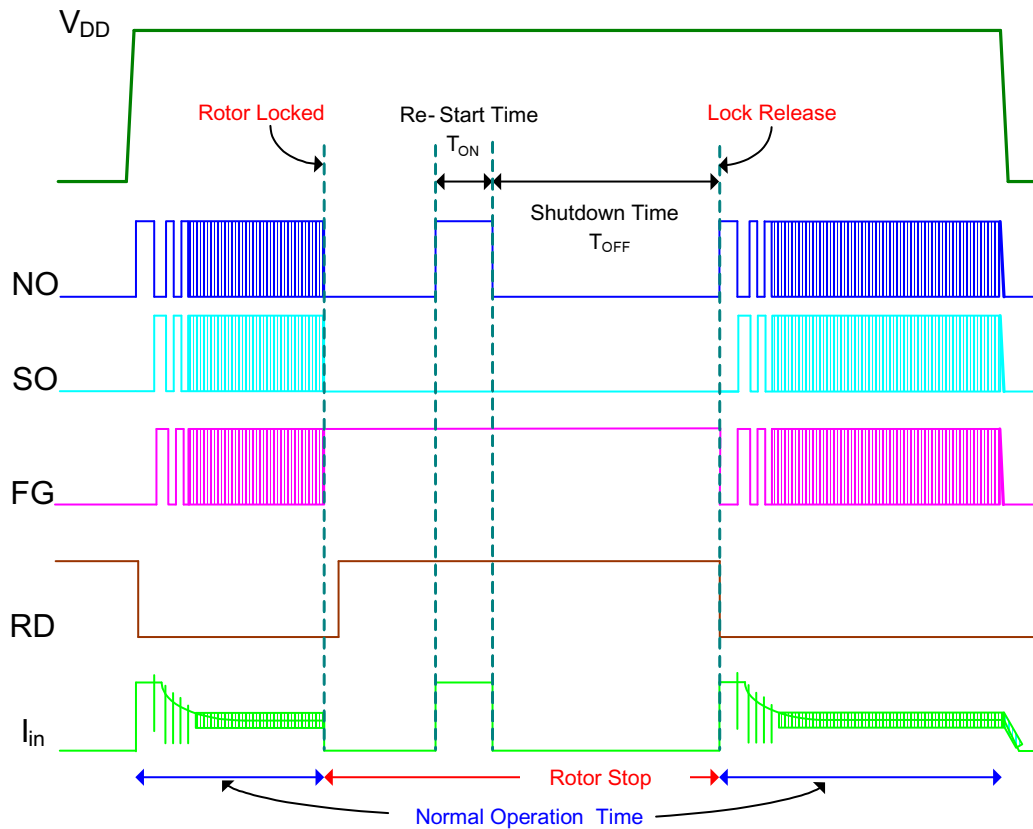 VDD
Rotor Locked
Re- Start Time
TON
Lock Release
Shutdown Time
TOFF
NO
SO
FG
RD
Iin
Rotor Stop
Normal Operation Time